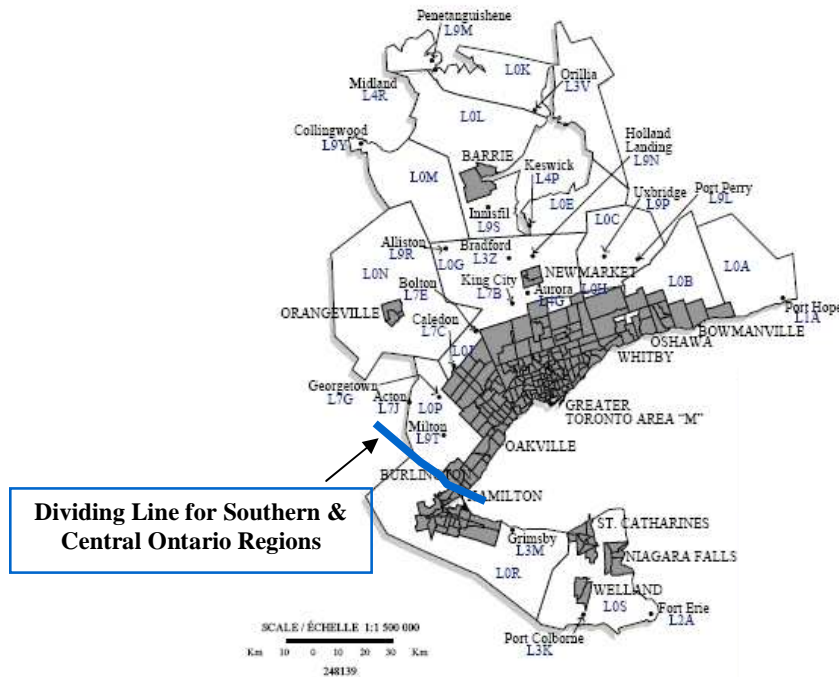 Penetanguishene
L9M
L0K
Orillia
L3V
Midland
L4R
L0L
Collingwood
L9Y
Holland
Landing
L9N
BARRIE
Keswick
L4P
L0M
Uxbridge
L9P
Port Perry
L9L
L0E
Innisfil
L9S
L0C
Alliston
L9R
L0G
Bradford
L3Z
L0N
NEWMARKET
L0A
L0B
Bolton
L7E
King City
L7B
Aurora
L4G
L0H
ORANGEVILLE
Caledon
L7C
Port Hope
L1A
BOWMANVILLE
OSHAWA
WHITBY
Georgetown
L7G
Acton
L7J
L0P
GREATER
TORONTO AREA "M"
Milton
L9T
OAKVILLE
BURLINGTON
HAMILTON
Dividing Line for Southern &
Central Ontario Regions
Grimsby
L3M
ST. CATHARINES
NIAGARA FALLS
L0R
WELLAND
L0S
Fort Erie
L2A
Port Colborne
L3K
SCALE / ÉCHELLE 1:1 500 000
Km 10 0 10 20 30 Km
248139